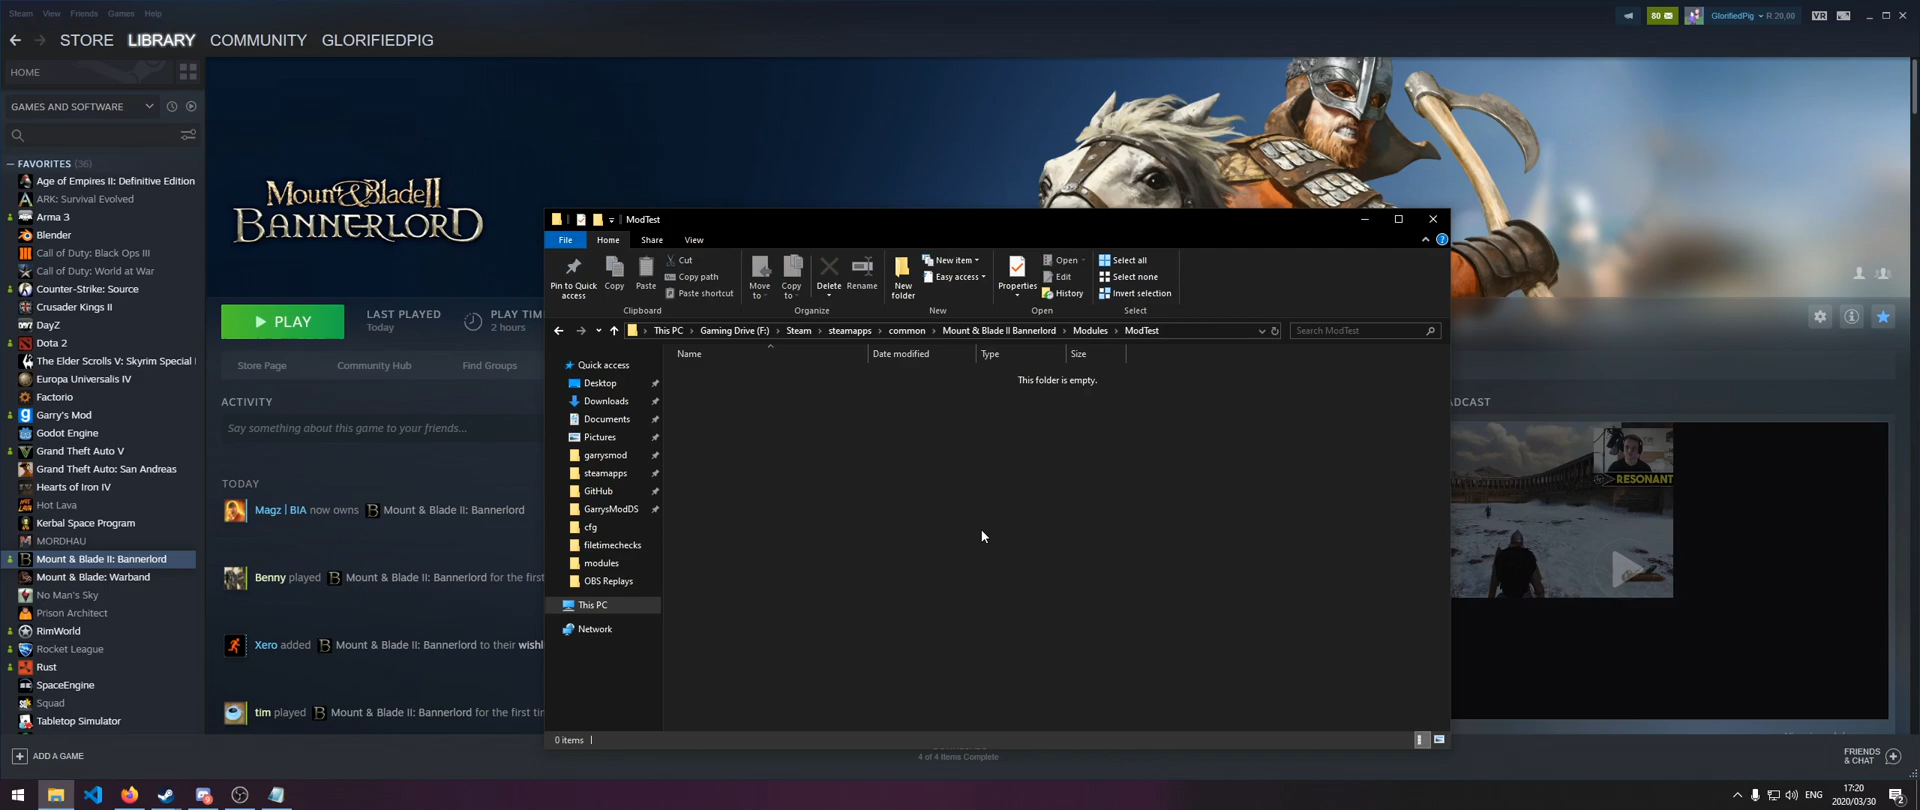 Steam View Friends Games Help
80 GlorifiedPig R 20,00 VR
STORE LIBRARY COMMUNITY GLORIFIEDPIG
HOME
GAMES AND SOFTWARE
FAVORITES (36)
Age of Empires II: Definitive Edition
ARK: Survival Evolved
Arma 3
Blender
Call of Duty: Black Ops III
Call of Duty: World at War
Counter-Strike: Source
Crusader Kings II
DayZ
Dota 2
The Elder Scrolls V: Skyrim Special
Europa Universalis IV
Factorio
Garry's Mod
Godot Engine
Grand Theft Auto V
Grand Theft Auto: San Andreas
Hearts of Iron IV
Hot Lava
Kerbal Space Program
MORDHAU
Mount & Blade II: Bannerlord
Mount & Blade: Warband
No Man's Sky
Prison Architect
RimWorld
Rocket League
Rust
SpaceEngine
Squad
Tabletop Simulator
ADD A GAME
Mount & Blade II
BANNERLORD
PLAY
LAST PLAYED
Today
PLAY TIM
2 hours
Store Page Community Hub Find Groups
ACTIVITY
Say something about this game to your friends...
TODAY
Magz | BIA now owns Mount & Blade II: Bannerlord
Benny played Mount & Blade II: Bannerlord for the first
Xero added Mount & Blade II: Bannerlord to their wishl
tim played Mount & Blade II: Bannerlord for the first tim
ModTest
File Home Share View
Pin to Quick access
Copy
Paste
Cut
Copy path
Paste shortcut
Clipboard
Move to
Copy to
Delete
Rename
Organize
New folder
New item
Easy access
New
Properties
Open
Edit
History
Open
Select all
Select none
Invert selection
Select
This PC Gaming Drive (F:) Steam steamapps common Mount & Blade II Bannerlord Modules ModTest
Search ModTest
Name Date modified Type Size
This folder is empty.
Quick access
Desktop
Downloads
Documents
Pictures
garrysmod
steamapps
GitHub
GarrysModDS
cfg
filetimechecks
modules
OBS Replays
This PC
Network
0 items
ADCAST
RESONANT
4 of 4 Items Complete
FRIENDS
& CHAT
ENG
17:20
2020/03/30
2